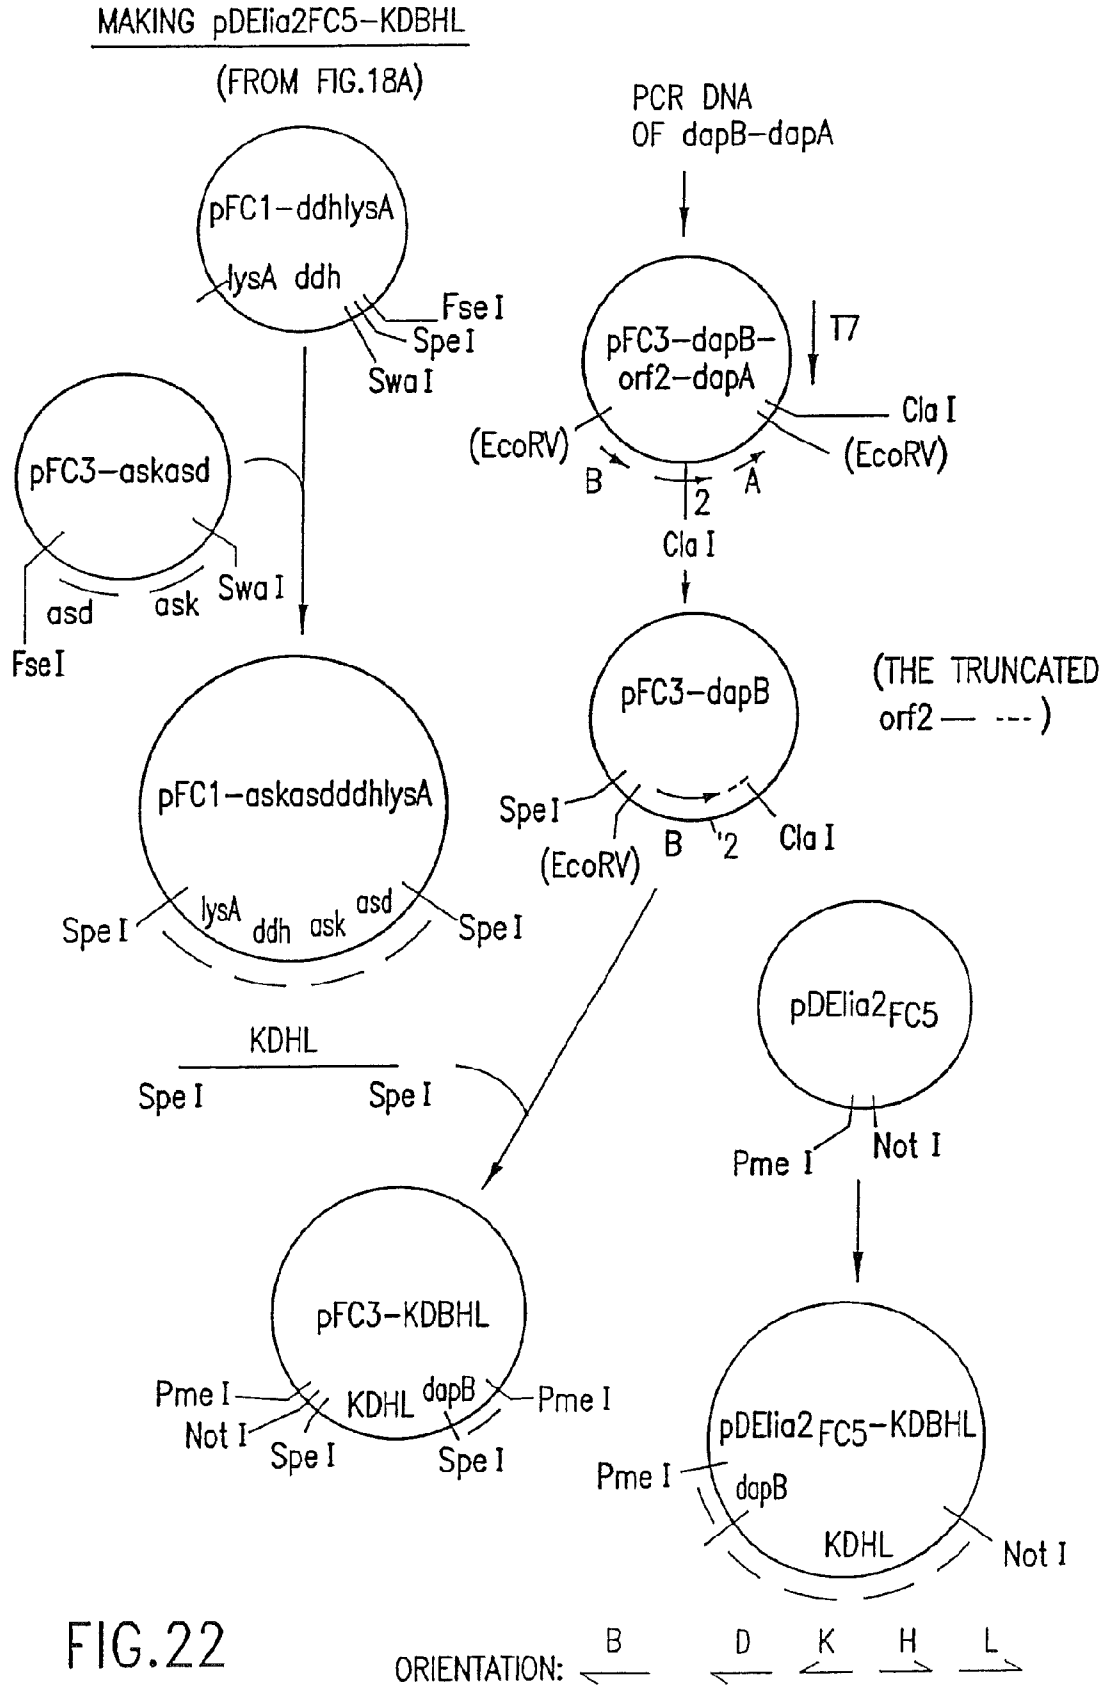 MAKING pDElia2FC5-KDBHL
(FROM FIG.18A)
PCR DNA
OF dapB-dapA
pFC1-ddhlysA
lysA ddh
Fse I
Spe I
Swa I
pFC3-dapB-
orf2-dapA
T7
Cla I
(EcoRV)
(EcoRV)
B
2
A
Cla I
pFC3-askasd
Swa I
asd
ask
Fse I
pFC3-dapB
(THE TRUNCATED
orf2— ---)
Spe I
(EcoRV)
B
'2
Cla I
pFC1-askasdddhlysA
Spe I
lysA
ddh
ask
asd
Spe I
pDElia2FC5
Pme I
Not I
KDHL
Spe I
Spe I
pFC3-KDBHL
Pme I
Not I
Spe I
KDHL
dapB
Spe I
Pme I
pDElia2FC5-KDBHL
Pme I
dapB
KDHL
Not I
FIG.22
ORIENTATION: B D K H L